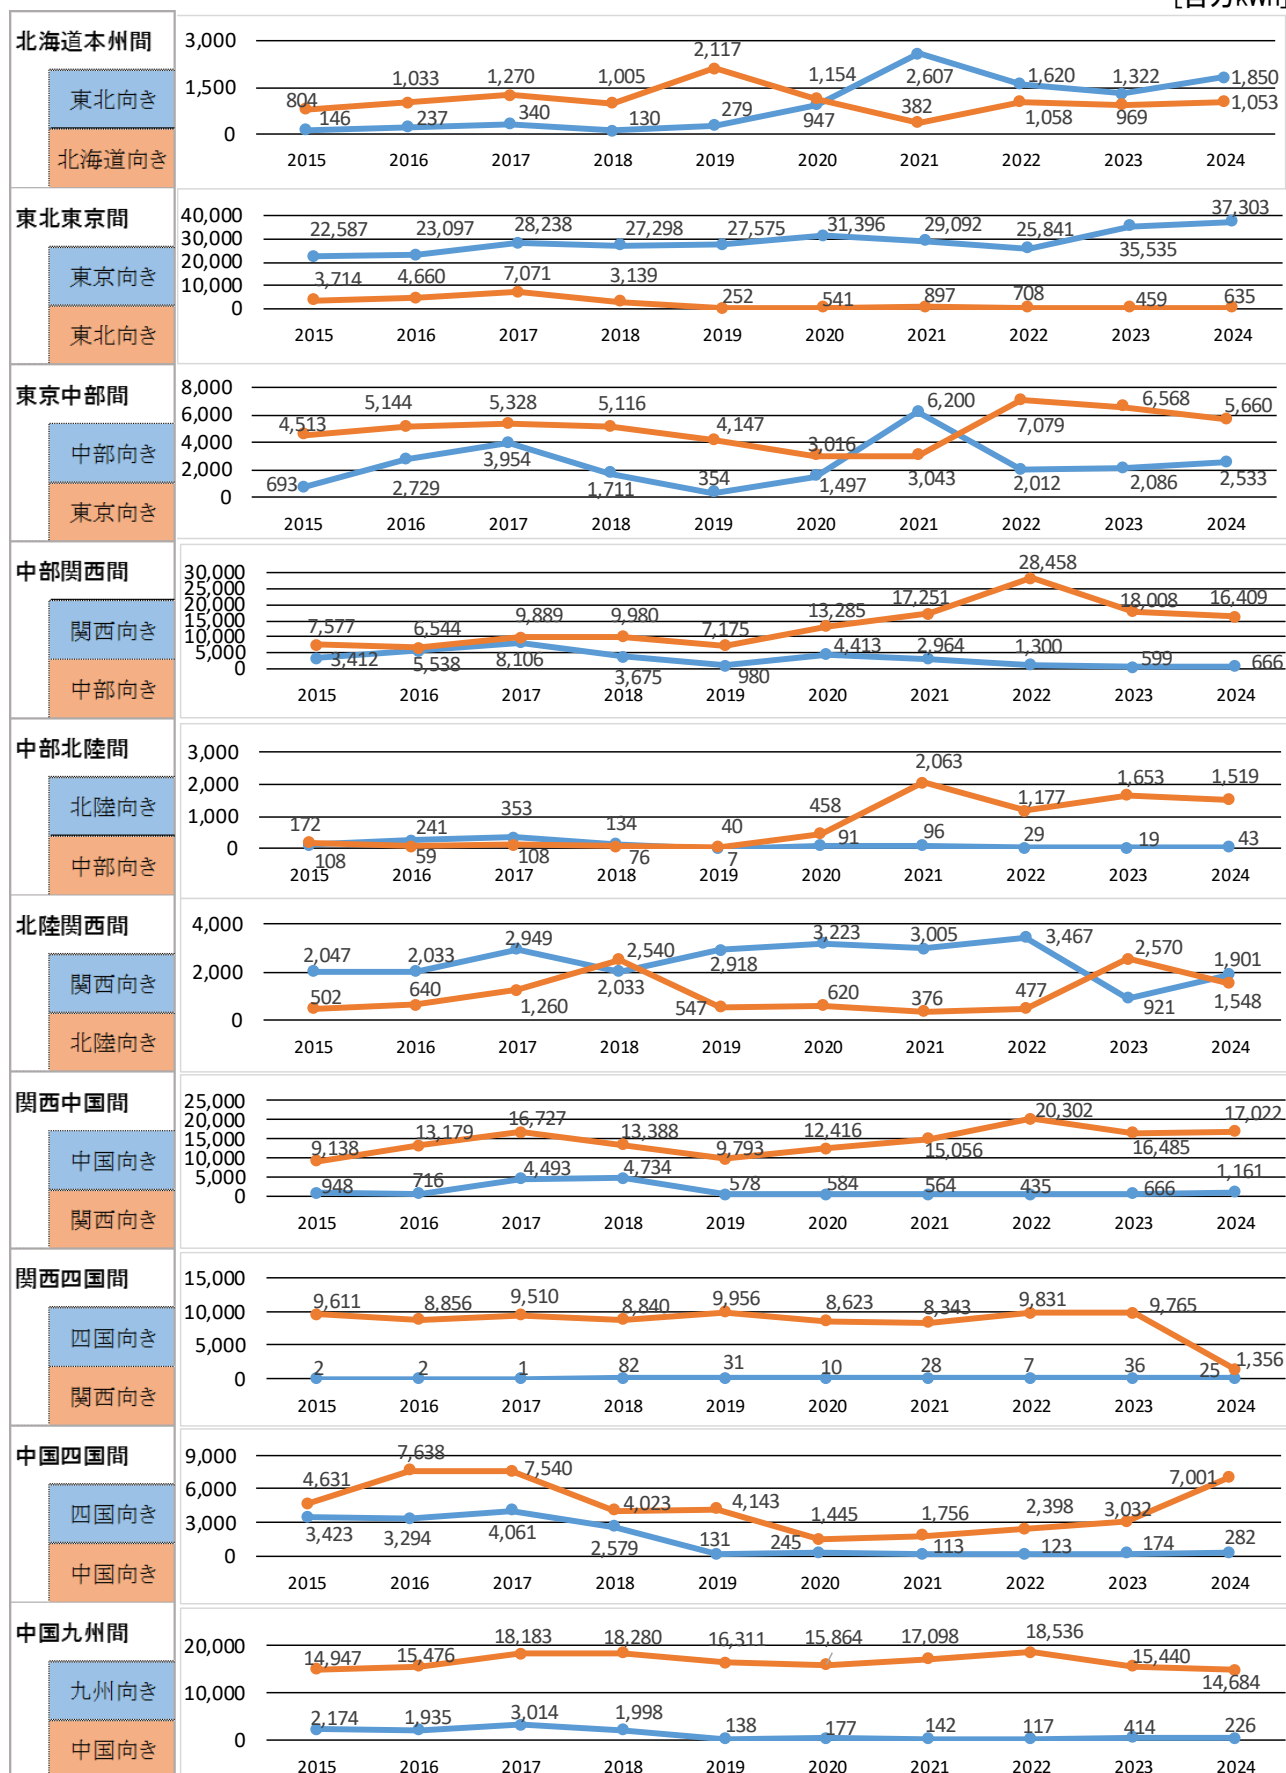 [百万kWh]
北海道本州間
東北向き
北海道向き
3,000
1,500
0
804 1,033 1,270 1,005 2,117 1,154 2,607 1,620 1,322 1,850
146 237 340 130 279 947 382 1,058 969 1,053
2015 2016 2017 2018 2019 2020 2021 2022 2023 2024
東北東京間
東京向き
東北向き
40,000
30,000
20,000
10,000
0
22,587 23,097 28,238 27,298 27,575 31,396 29,092 25,841 35,535 37,303
3,714 4,660 7,071 3,139 252 541 897 708 459 635
2015 2016 2017 2018 2019 2020 2021 2022 2023 2024
東京中部間
中部向き
東京向き
8,000
6,000
4,000
2,000
0
4,513 5,144 5,328 5,116 4,147 3,016 6,200 7,079 6,568 5,660
693 2,729 3,954 1,711 354 1,497 3,043 2,012 2,086 2,533
2015 2016 2017 2018 2019 2020 2021 2022 2023 2024
中部関西間
関西向き
中部向き
30,000
25,000
20,000
15,000
10,000
5,000
0
7,577 6,544 9,889 9,980 7,175 13,285 17,251 28,458 18,008 16,409
3,412 5,538 8,106 3,675 980 4,413 2,964 1,300 599 666
2015 2016 2017 2018 2019 2020 2021 2022 2023 2024
中部北陸間
北陸向き
中部向き
3,000
2,000
1,000
0
172 241 353 134 40 458 2,063 1,177 1,653 1,519
108 59 108 76 7 91 96 29 19 43
2015 2016 2017 2018 2019 2020 2021 2022 2023 2024
北陸関西間
関西向き
北陸向き
4,000
2,000
0
2,047 2,033 2,949 2,540 2,918 3,223 3,005 3,467 2,570 1,901
502 640 1,260 2,033 547 620 376 477 921 1,548
2015 2016 2017 2018 2019 2020 2021 2022 2023 2024
関西中国間
中国向き
関西向き
25,000
20,000
15,000
10,000
5,000
0
9,138 13,179 16,727 13,388 9,793 12,416 15,056 20,302 16,485 17,022
948 716 4,493 4,734 578 584 564 435 666 1,161
2015 2016 2017 2018 2019 2020 2021 2022 2023 2024
関西四国間
四国向き
関西向き
15,000
10,000
5,000
0
9,611 8,856 9,510 8,840 9,956 8,623 8,343 9,831 9,765 1,356
2 2 1 82 31 10 28 7 36 25
2015 2016 2017 2018 2019 2020 2021 2022 2023 2024
中国四国間
四国向き
中国向き
9,000
6,000
3,000
0
4,631 7,638 7,540 4,023 4,143 1,445 1,756 2,398 3,032 7,001
3,423 3,294 4,061 2,579 131 245 113 123 174 282
2015 2016 2017 2018 2019 2020 2021 2022 2023 2024
中国九州間
九州向き
中国向き
20,000
10,000
0
14,947 15,476 18,183 18,280 16,311 15,864 17,098 18,536 15,440 14,684
2,174 1,935 3,014 1,998 138 177 142 117 414 226
2015 2016 2017 2018 2019 2020 2021 2022 2023 2024